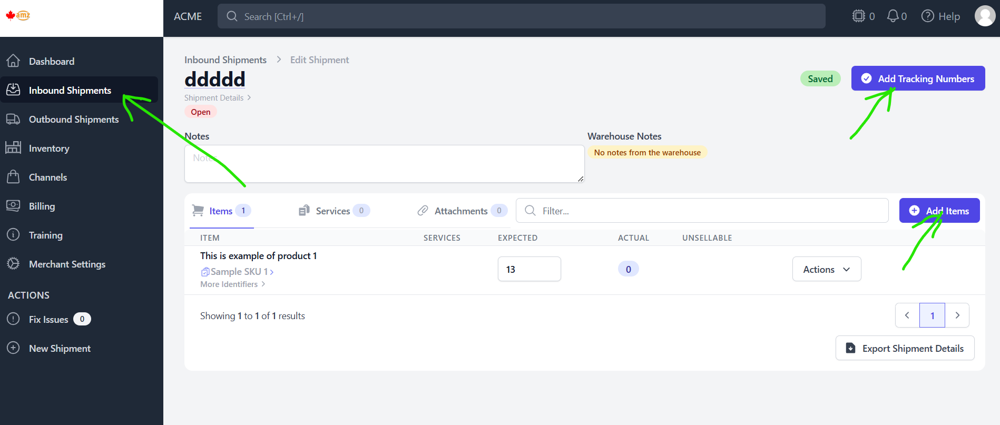 amz
ACME
Search [Ctrl+/]
0
0
Help
Dashboard
Inbound Shipments
Outbound Shipments
Inventory
Channels
Billing
Training
Merchant Settings
ACTIONS
Fix Issues 0
New Shipment
Inbound Shipments > Edit Shipment
ddddd
Shipment Details >
Open
Saved
Add Tracking Numbers
Notes
Notes
Warehouse Notes
No notes from the warehouse
Items 1
Services 0
Attachments 0
Filter...
Add Items
ITEM SERVICES EXPECTED ACTUAL UNSELLABLE
This is example of product 1
Sample SKU 1 >
More Identifiers >
13
0
Actions
Showing 1 to 1 of 1 results
< 1 >
Export Shipment Details